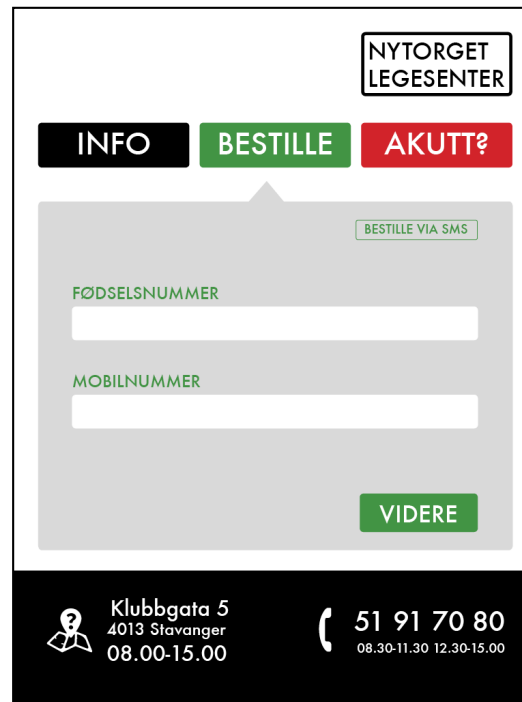 NYTORGET
LEGESENTER
INFO
BESTILLE
AKUTT?
BESTILLE VIA SMS
FØDSELSNUMMER
MOBILNUMMER
VIDERE
?
Klubbgata 5
4013 Stavanger
08.00-15.00
51 91 70 80
08.30-11.30 12.30-15.00